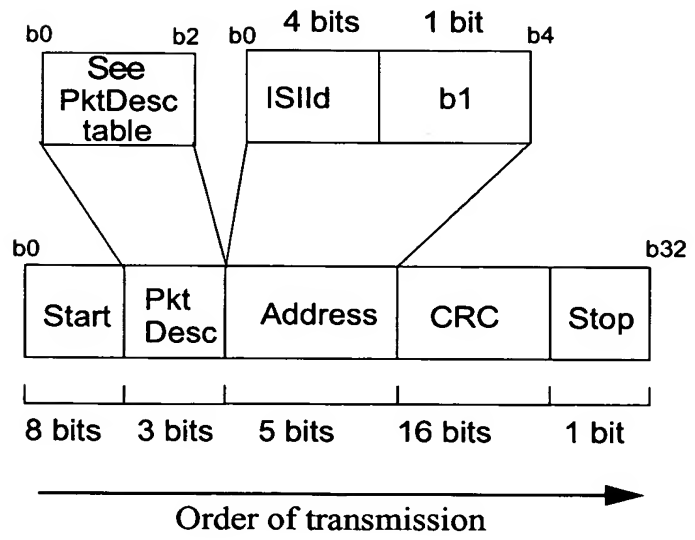 4 bits 1 bit
b0 b2 b0 b4
See
PktDesc
table
ISIId b1
b0 b32
Start
Pkt
Desc
Address
CRC
Stop
8 bits 3 bits 5 bits 16 bits 1 bit
Order of transmission